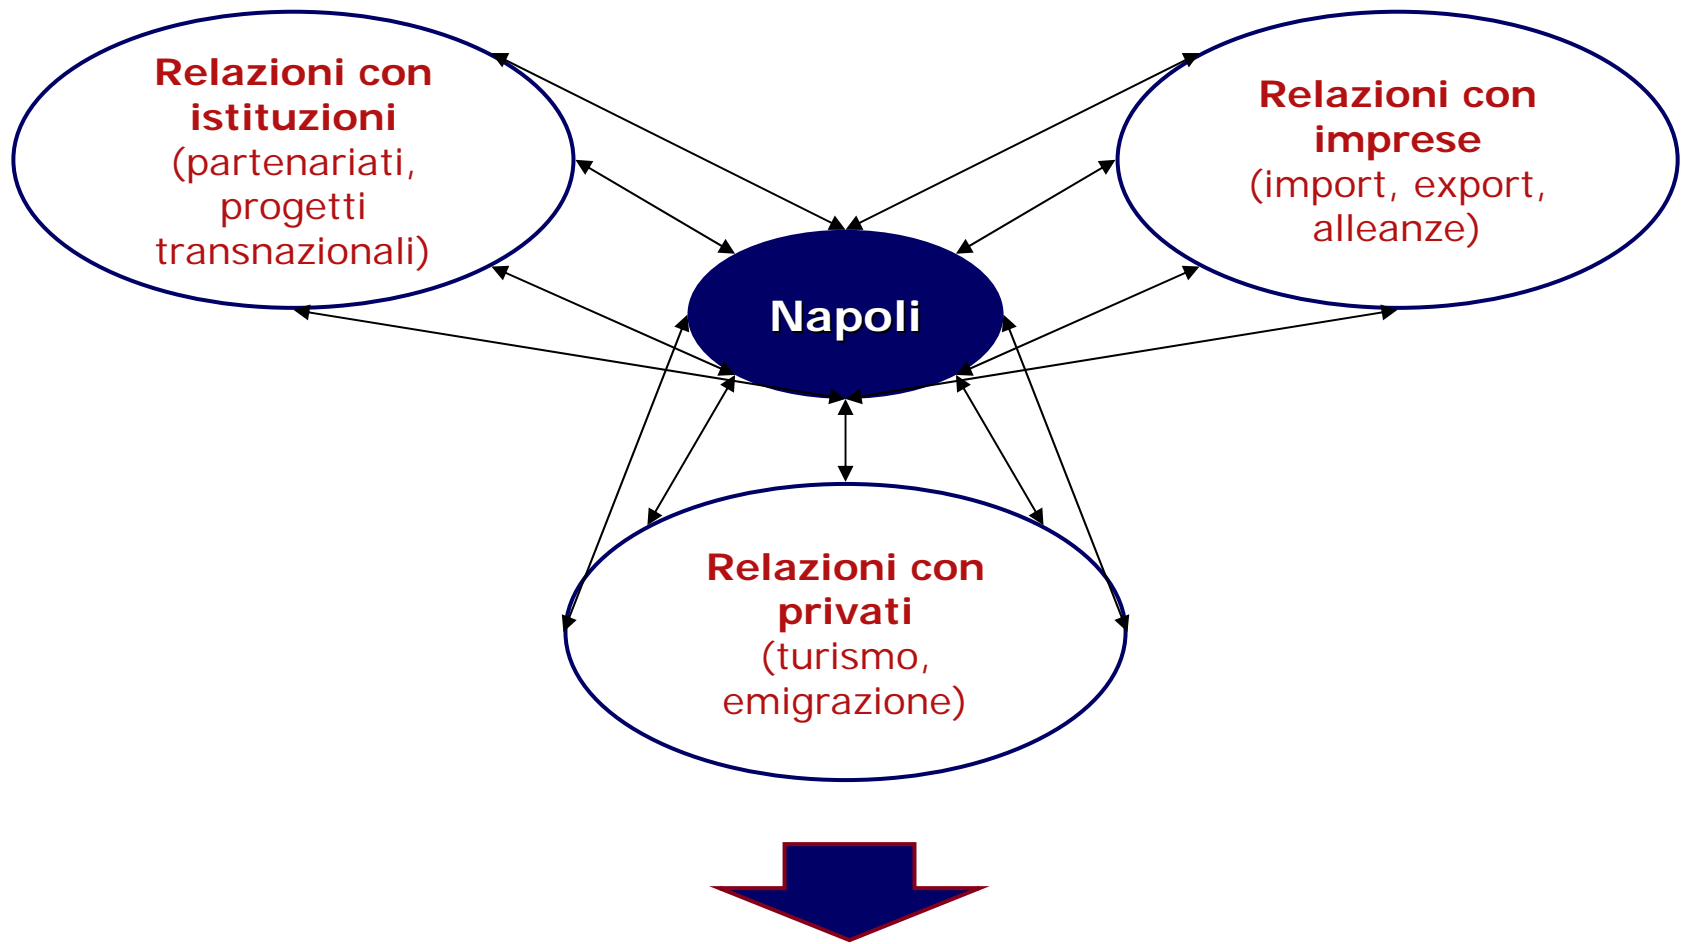 Relazioni con
istituzioni
(partenariati,
progetti
transnazionali)
Relazioni con
imprese
(import, export,
alleanze)
Napoli
Relazioni con
privati
(turismo,
emigrazione)